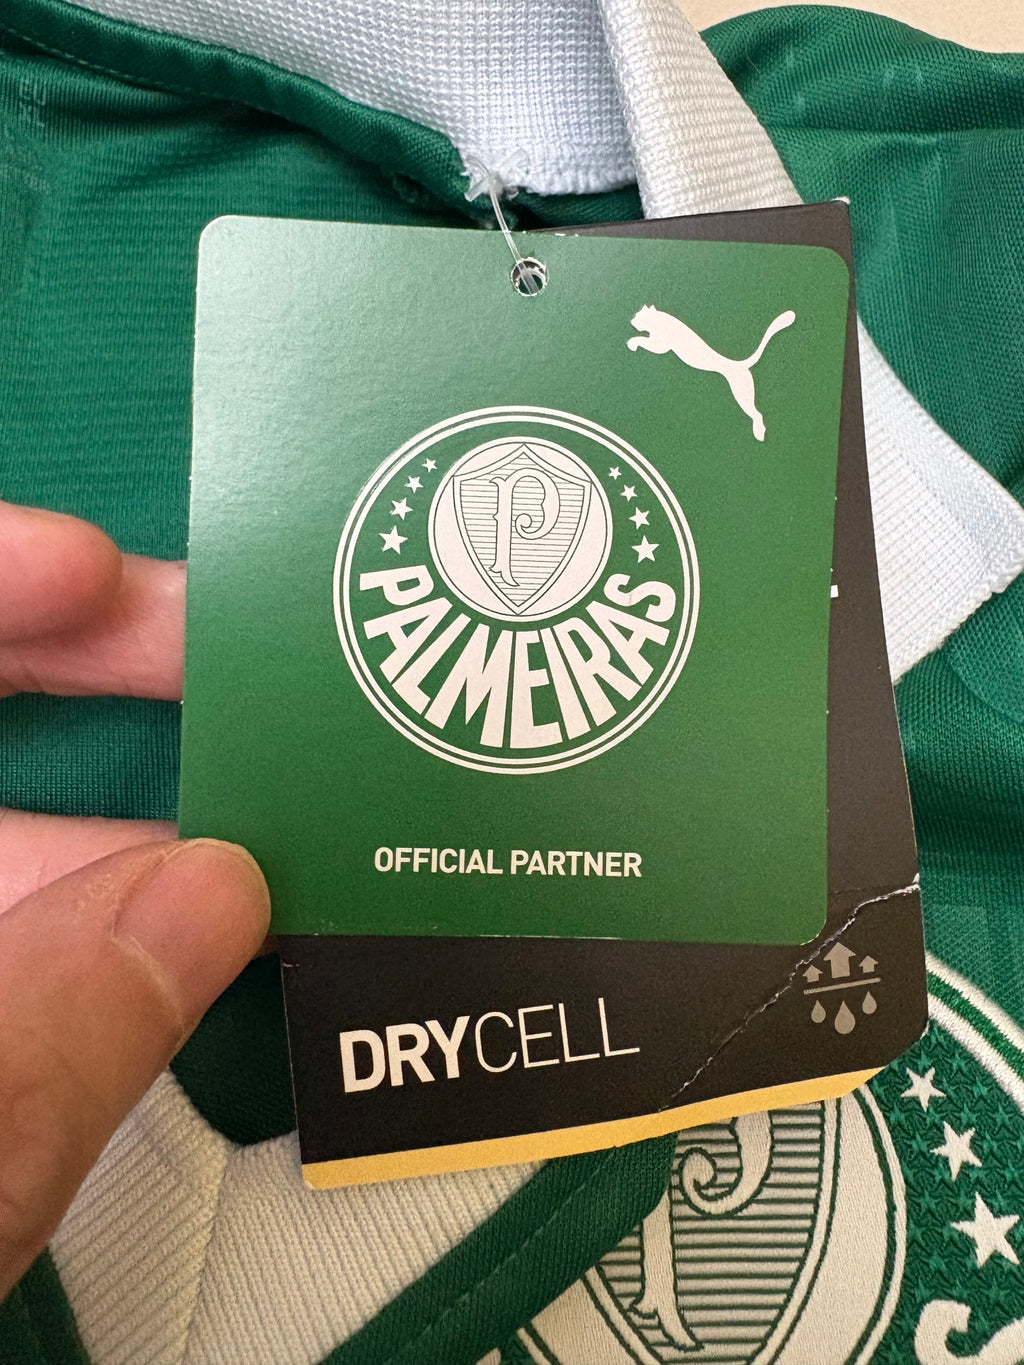 P
PALMEIRAS
OFFICIAL PARTNER
DRYCELL
P